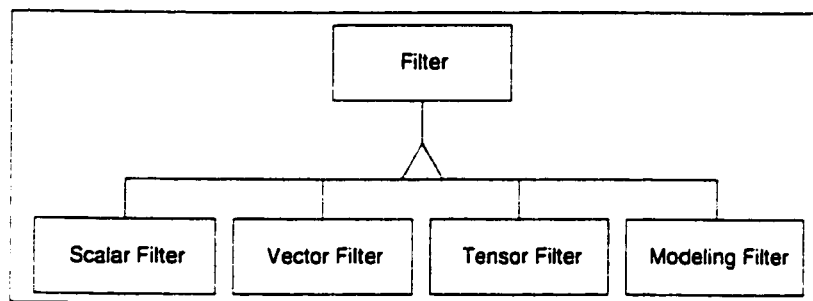 Filter
Scalar Filter
Vector Filter
Tensor Filter
Modeling Filter